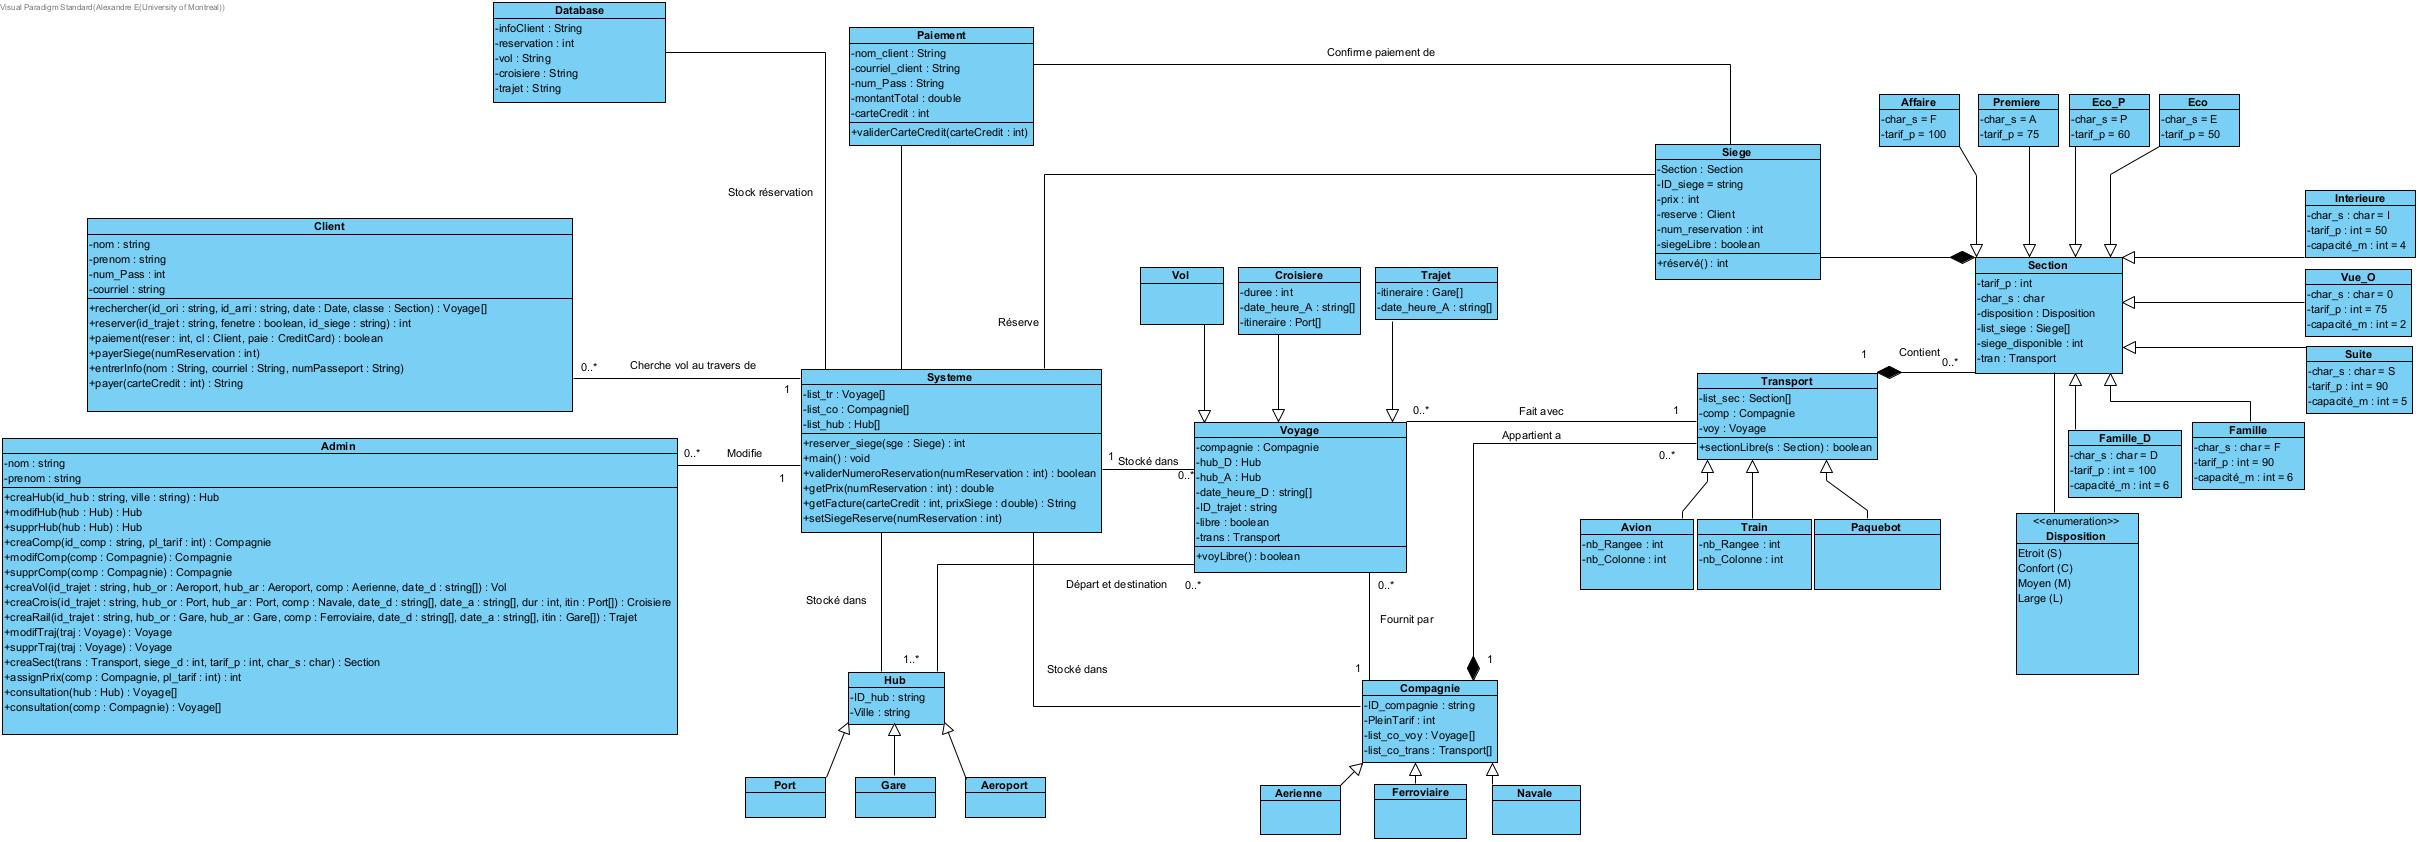 Visual Paradigm Standard(Alexandre E(University of Montreal))
Database
-infoClient : String
-reservation : int
-vol : String
-croisiere : String
-trajet : String
Paiement
-nom_client : String
-courriel_client : String
-num_Pass : String
-montantTotal : double
-carteCredit : int
+validerCarteCredit(carteCredit : int)
Confirme paiement de
Stock réservation
Réserve
Siege
-Section : Section
-ID_siege = string
-prix : int
-reserve : Client
-num_reservation : int
-siegeLibre : boolean
+réservé() : int
Affaire
-char_s = F
-tarif_p = 100
Premiere
-char_s = A
-tarif_p = 75
Eco_P
-char_s = P
-tarif_p = 60
Eco
-char_s = E
-tarif_p = 50
Interieure
-char_s : char = I
-tarif_p : int = 50
-capacité_m : int = 4
Vue_O
-char_s : char = 0
-tarif_p : int = 75
-capacité_m : int = 2
Suite
-char_s : char = S
-tarif_p : int = 90
-capacité_m : int = 5
Famille
-char_s : char = F
-tarif_p : int = 90
-capacité_m : int = 6
Famille_D
-char_s : char = D
-tarif_p : int = 100
-capacité_m : int = 6
Section
-tarif_p : int
-char_s : char
-disposition : Disposition
-list_siege : Siege[]
-siege_disponible : int
-tran : Transport
<<enumeration>>
Disposition
Etroit (S)
Confort (C)
Moyen (M)
Large (L)
1
Contient
0..*
Client
-nom : string
-prenom : string
-num_Pass : int
-courriel : string
+rechercher(id_ori : string, id_arri : string, date : Date, classe : Section) : Voyage[]
+reserver(id_trajet : string, fenetre : boolean, id_siege : string) : int
+paiement(reser : int, cl : Client, paie : CreditCard) : boolean
+payerSiege(numReservation : int)
+entrerInfo(nom : String, courriel : String, numPasseport : String)
+payer(carteCredit : int) : String
0..*
Cherche vol au travers de
1
Admin
-nom : string
-prenom : string
+creaHub(id_hub : string, ville : string) : Hub
+modifHub(hub : Hub) : Hub
+supprHub(hub : Hub) : Hub
+creaComp(id_comp : string, pl_tarif : int) : Compagnie
+modifComp(comp : Compagnie) : Compagnie
+supprComp(comp : Compagnie) : Compagnie
+creaVol(id_trajet : string, hub_or : Aeroport, hub_ar : Aeroport, comp : Aerienne, date_d : string[]) : Vol
+creaCrois(id_trajet : string, hub_or : Port, hub_ar : Port, comp : Navale, date_d : string[], date_a : string[], dur : int, itin : Port[]) : Croisiere
+creaRail(id_trajet : string, hub_or : Gare, hub_ar : Gare, comp : Ferroviaire, date_d : string[], date_a : string[], itin : Gare[]) : Trajet
+modifTraj(traj : Voyage) : Voyage
+supprTraj(traj : Voyage) : Voyage
+creaSect(trans : Transport, siege_d : int, tarif_p : int, char_s : char) : Section
+assignPrix(comp : Compagnie, pl_tarif : int) : int
+consultation(hub : Hub) : Voyage[]
+consultation(comp : Compagnie) : Voyage[]
0..*
Modifie
1
Systeme
-list_tr : Voyage[]
-list_co : Compagnie[]
-list_hub : Hub[]
+reserver_siege(sge : Siege) : int
+main() : void
+validerNumeroReservation(numReservation : int) : boolean
+getPrix(numReservation : int) : double
+getFacture(carteCredit : int, prixSiege : double) : String
+setSiegeReserve(numReservation : int)
Vol
Croisiere
-duree : int
-date_heure_A : string[]
-itineraire : Port[]
Trajet
-itineraire : Gare[]
-date_heure_A : string[]
1
Stocké dans
0..*
Voyage
-compagnie : Compagnie
-hub_D : Hub
-hub_A : Hub
-date_heure_D : string[]
-ID_trajet : string
-libre : boolean
-trans : Transport
+voyLibre() : boolean
0..*
Fait avec
1
Appartient a
0..*
Transport
-list_sec : Section[]
-comp : Compagnie
-voy : Voyage
+sectionLibre(s : Section) : boolean
Avion
-nb_Rangee : int
-nb_Colonne : int
Train
-nb_Rangee : int
-nb_Colonne : int
Paquebot
Départ et destination
0..*
0..*
Stocké dans
Fournit par
1..*
Stocké dans
1
1
Hub
-ID_hub : string
-Ville : string
Port
Gare
Aeroport
Compagnie
-ID_compagnie : string
-PleinTarif : int
-list_co_voy : Voyage[]
-list_co_trans : Transport[]
Aerienne
Ferroviaire
Navale